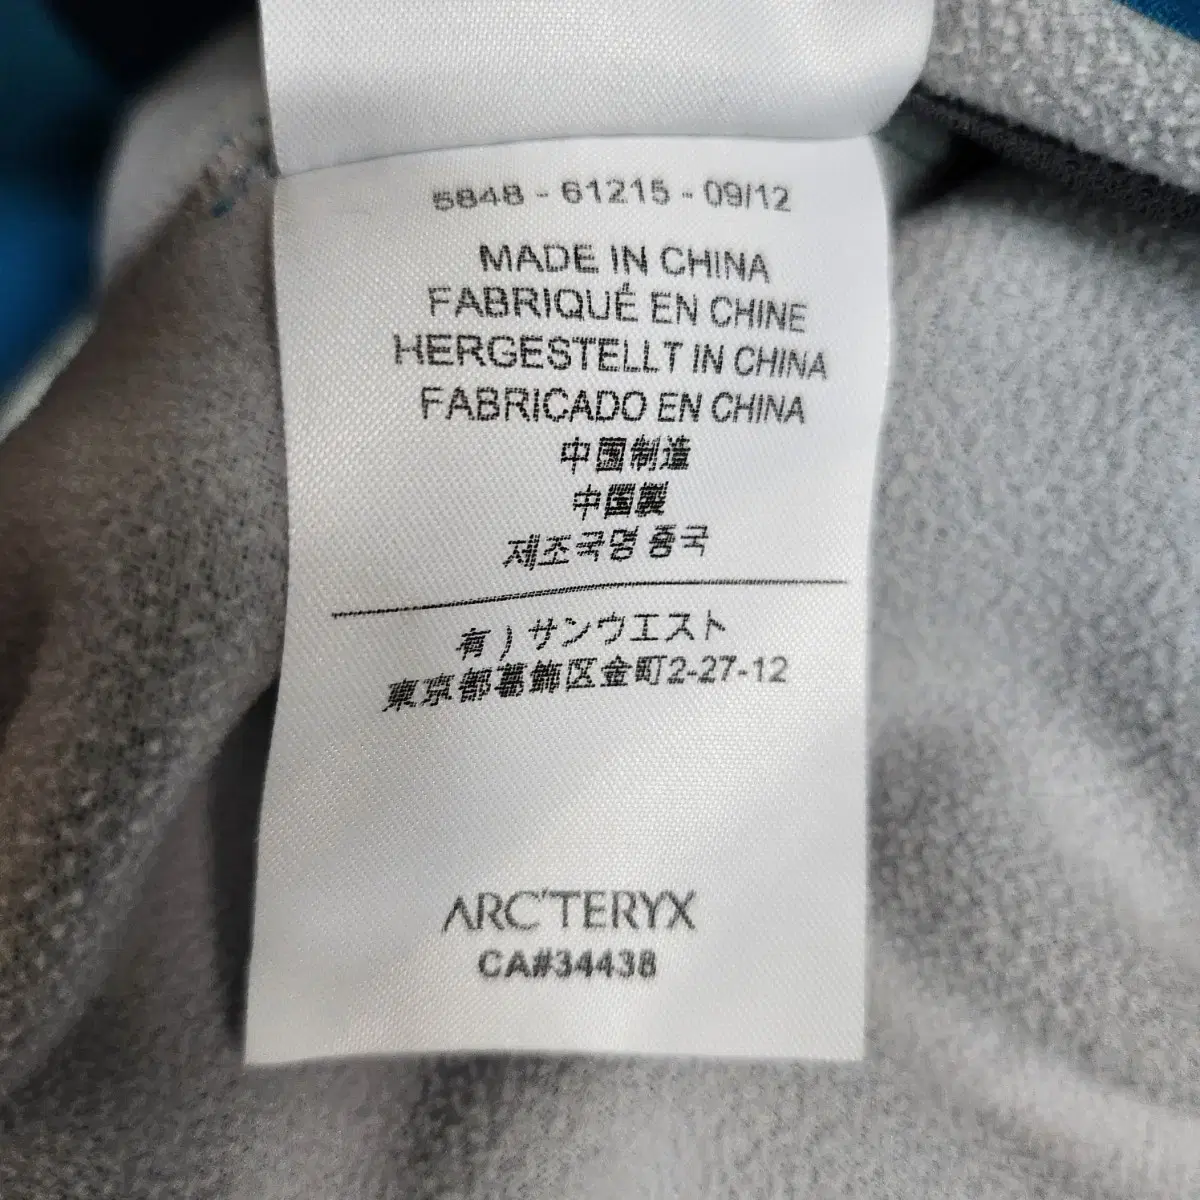 5848 - 61215 - 09/12
MADE IN CHINA
FABRIQUÉ EN CHINE
HERGESTELLT IN CHINA
FABRICADO EN CHINA
中国制造
中国製
제조국명 중국
有）サンウエスト
東京都葛飾区金町2-27-12
ARC'TERYX
CA#34438